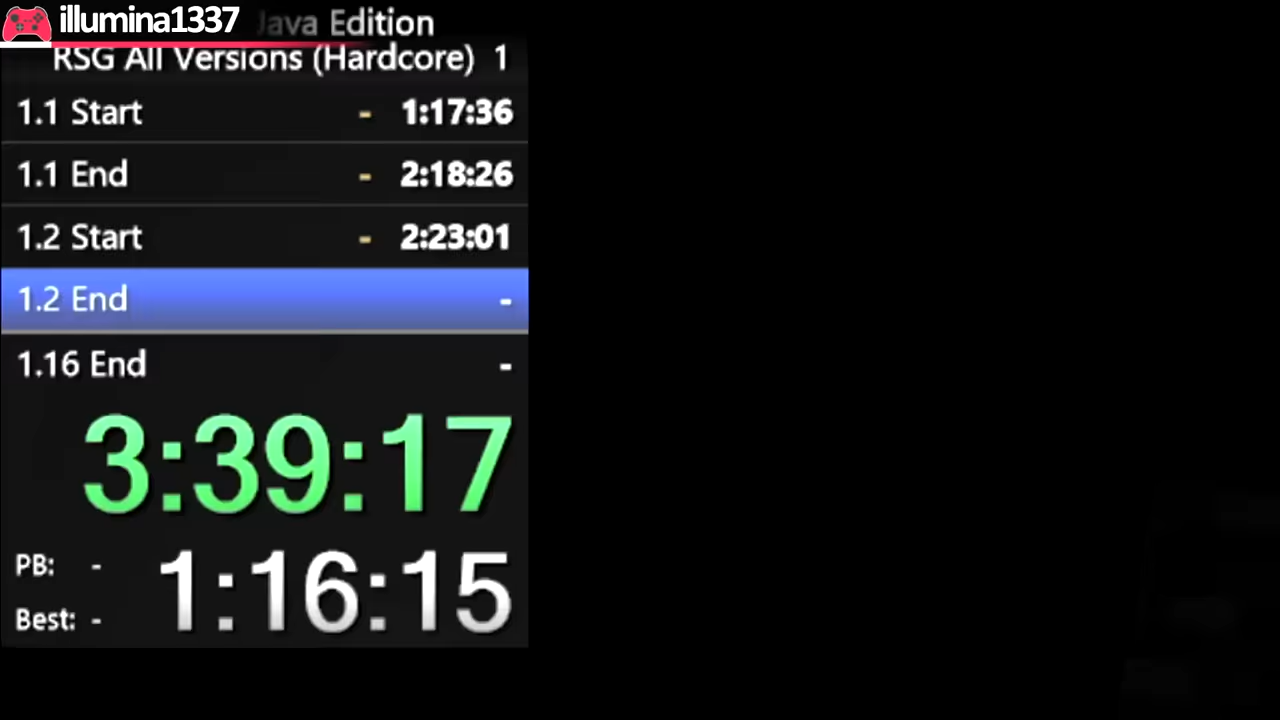 illumina1337
Java Edition
RSG All Versions (Hardcore) 1
1.1 Start - 1:17:36
1.1 End - 2:18:26
1.2 Start - 2:23:01
1.2 End -
1.16 End -
3:39:17
PB: - 1:16:15
Best: -